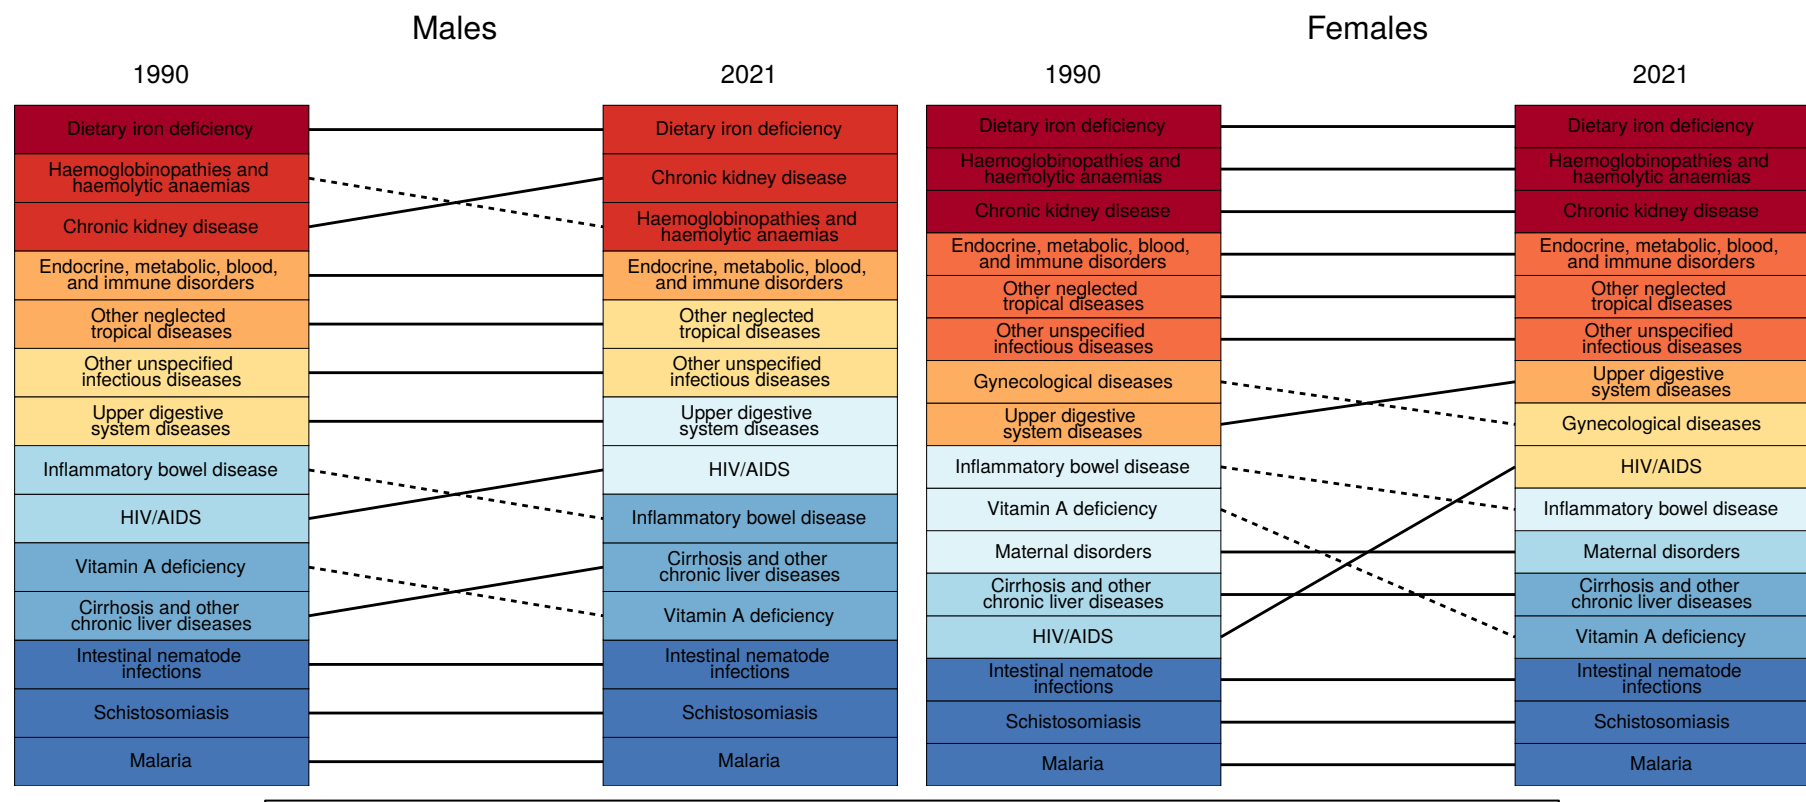 Males
1990
2021
Dietary iron deficiency
Haemoglobinopathies and
haemolytic anaemias
Chronic kidney disease
Endocrine, metabolic, blood,
and immune disorders
Other neglected
tropical diseases
Other unspecified
infectious diseases
Upper digestive
system diseases
Inflammatory bowel disease
HIV/AIDS
Vitamin A deficiency
Cirrhosis and other
chronic liver diseases
Intestinal nematode
infections
Schistosomiasis
Malaria
Dietary iron deficiency
Chronic kidney disease
Haemoglobinopathies and
haemolytic anaemias
Endocrine, metabolic, blood,
and immune disorders
Other neglected
tropical diseases
Other unspecified
infectious diseases
Upper digestive
system diseases
HIV/AIDS
Inflammatory bowel disease
Cirrhosis and other
chronic liver diseases
Vitamin A deficiency
Intestinal nematode
infections
Schistosomiasis
Malaria
Females
1990
2021
Dietary iron deficiency
Haemoglobinopathies and
haemolytic anaemias
Chronic kidney disease
Endocrine, metabolic, blood,
and immune disorders
Other neglected
tropical diseases
Other unspecified
infectious diseases
Gynecological diseases
Upper digestive
system diseases
Inflammatory bowel disease
Vitamin A deficiency
Maternal disorders
Cirrhosis and other
chronic liver diseases
HIV/AIDS
Intestinal nematode
infections
Schistosomiasis
Malaria
Dietary iron deficiency
Haemoglobinopathies and
haemolytic anaemias
Chronic kidney disease
Endocrine, metabolic, blood,
and immune disorders
Other neglected
tropical diseases
Other unspecified
infectious diseases
Upper digestive
system diseases
Gynecological diseases
HIV/AIDS
Inflammatory bowel disease
Maternal disorders
Cirrhosis and other
chronic liver diseases
Vitamin A deficiency
Intestinal nematode
infections
Schistosomiasis
Malaria